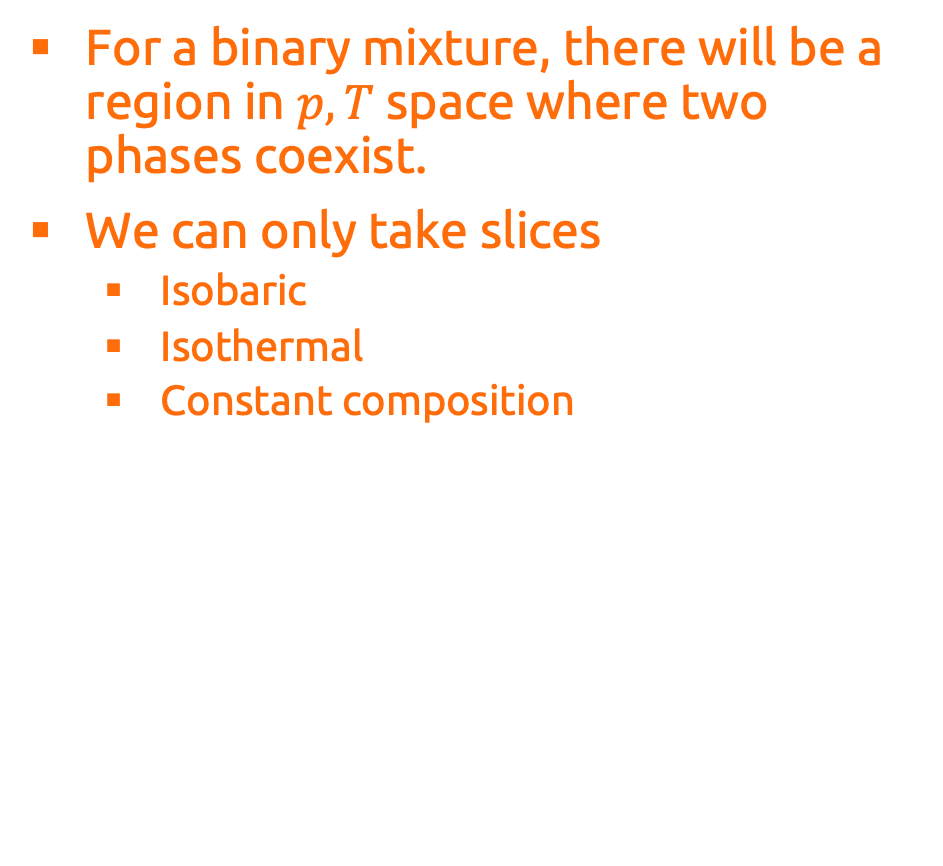 ▪ For a binary mixture, there will be a
region in p, T space where two
phases coexist.
▪ We can only take slices
▪ Isobaric
▪ Isothermal
▪ Constant composition